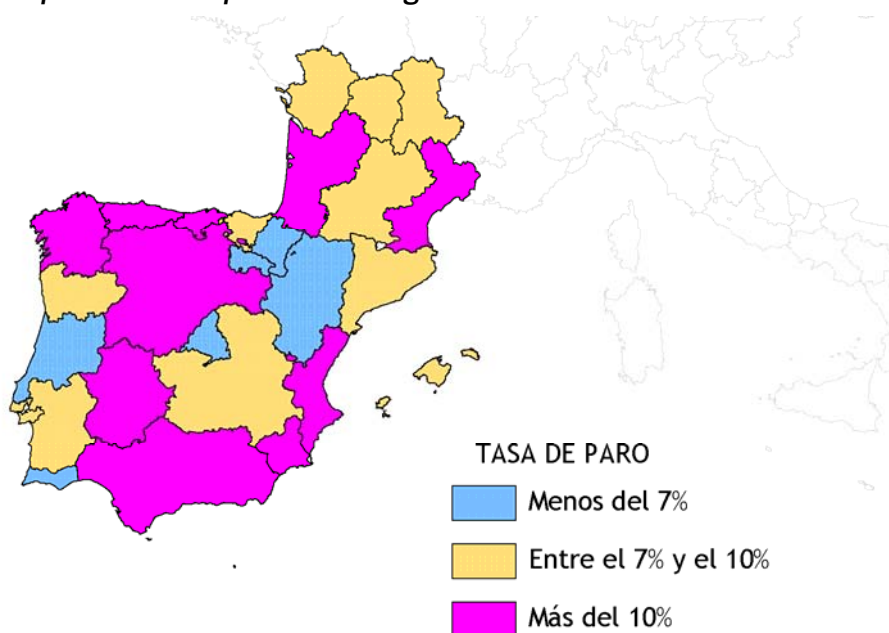 TASA DE PARO
Menos del 7%
Entre el 7% y el 10%
Más del 10%